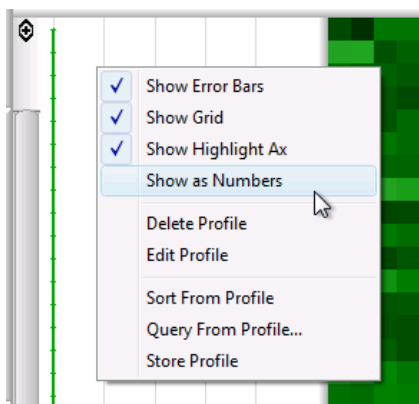 Show Error Bars
Show Grid
Show Highlight Ax
Show as Numbers
Delete Profile
Edit Profile
Sort From Profile
Query From Profile...
Store Profile